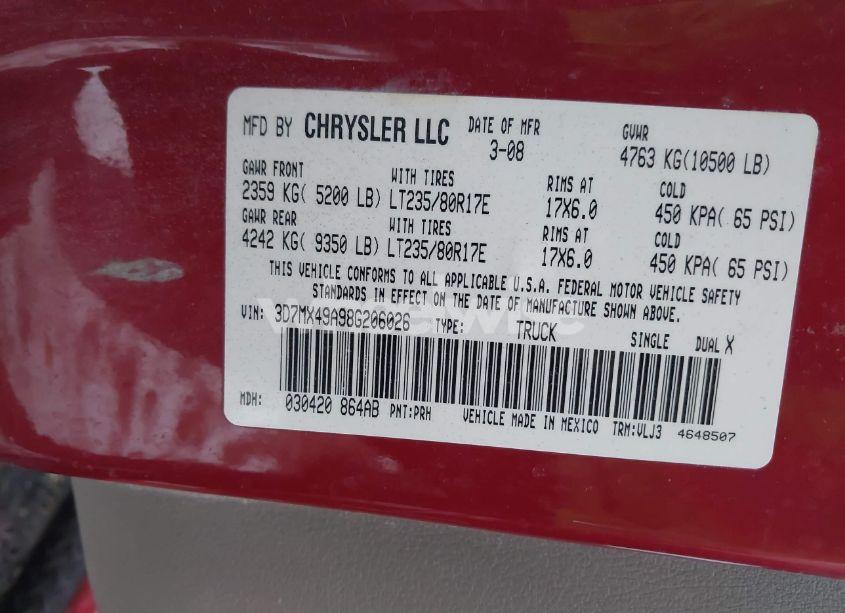 MFD BY CHRYSLER LLC DATE OF MFR 3-08 GVWR 4763 KG(10500 LB)
GAWR FRONT WITH TIRES RIMS AT COLD
2359 KG( 5200 LB) LT235/80R17E 17X6.0 450 KPA( 65 PSI)
GAWR REAR WITH TIRES RIMS AT COLD
4242 KG( 9350 LB) LT235/80R17E 17X6.0 450 KPA( 65 PSI)
THIS VEHICLE CONFORMS TO ALL APPLICABLE U.S.A. FEDERAL MOTOR VEHICLE SAFETY
STANDARDS IN EFFECT ON THE DATE OF MANUFACTURE SHOWN ABOVE.
VIN: 3D7MX49A98G206026 TYPE: TRUCK SINGLE DUAL X
MDH: 030420 864AB PNT:PRH VEHICLE MADE IN MEXICO TRM:VLJ3 4648507